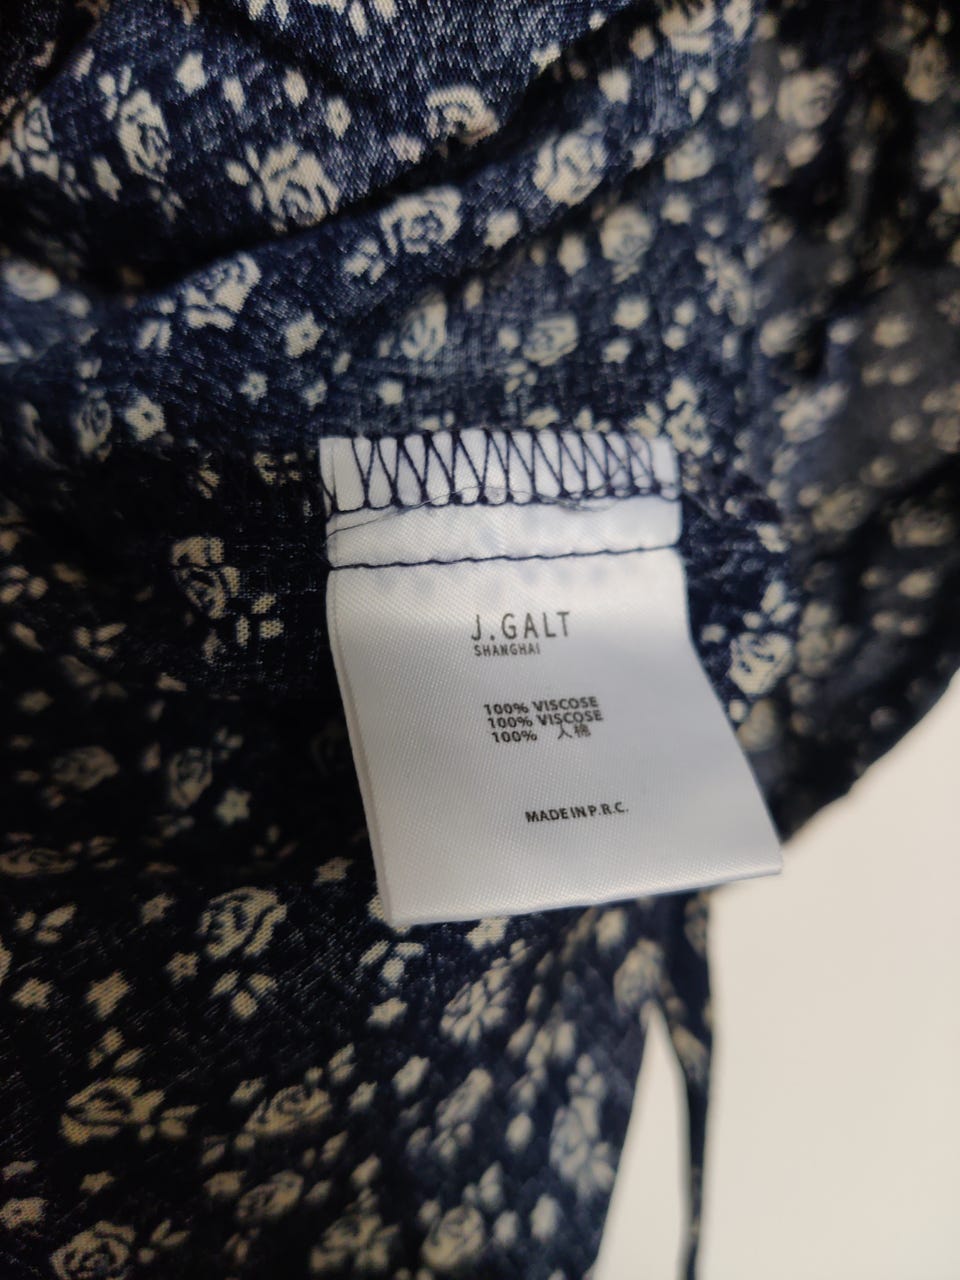 J.GALT
SHANGHAI
100% VISCOSE
100% VISCOSE
100% 人棉
MADE IN P.R.C.